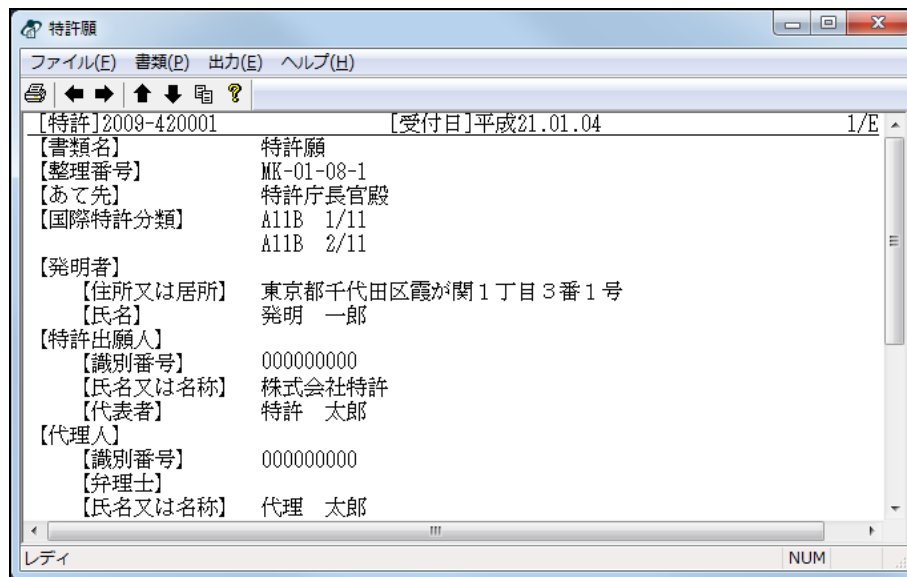 特許願
ファイル(F) 書類(P) 出力(E) ヘルプ(H)
[特許]2009-420001 [受付日]平成21.01.04 1/E
【書類名】 特許願
【整理番号】 MK-01-08-1
【あて先】 特許庁長官殿
【国際特許分類】 A11B 1/11
A11B 2/11
【発明者】
【住所又は居所】 東京都千代田区霞が関1丁目3番1号
【氏名】 発明 一郎
【特許出願人】
【識別番号】 000000000
【氏名又は名称】 株式会社特許
【代表者】 特許 太郎
【代理人】
【識別番号】 000000000
【弁理士】
【氏名又は名称】 代理 太郎
レディ NUM